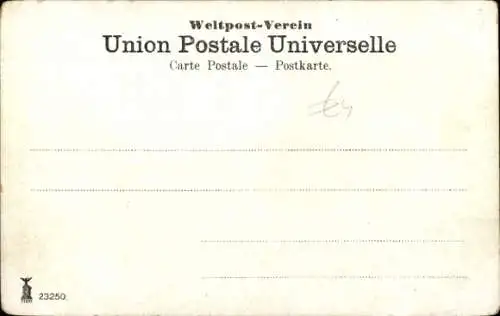 Weltpost-Verein
Union Postale Universelle
Carte Postale — Postkarte.
23250